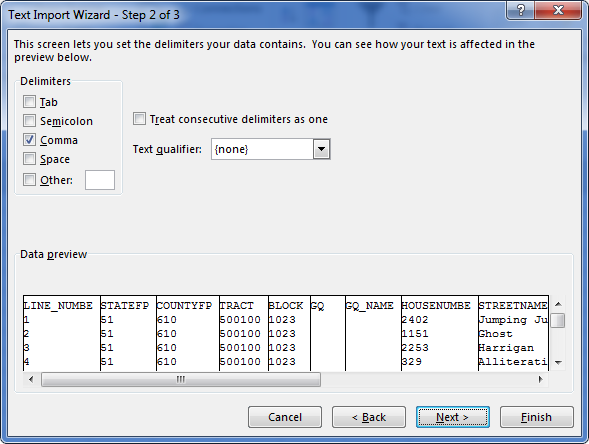 Text Import Wizard - Step 2 of 3
This screen lets you set the delimiters your data contains.  You can see how your text is affected in the
preview below.
Delimiters
Tab
Semicolon
Comma
Space
Other:
Treat consecutive delimiters as one
Text qualifier: {none}
Data preview
LINE_NUMBE STATEFP COUNTYFP TRACT BLOCK GQ GQ_NAME HOUSENUMBE STREETNAME
1 51 610 500100 1023 2402 Jumping Ju
2 51 610 500100 1023 1151 Ghost
3 51 610 500100 1023 2253 Harrigan
4 51 610 500100 1023 329 Alliterati
Cancel < Back Next > Finish